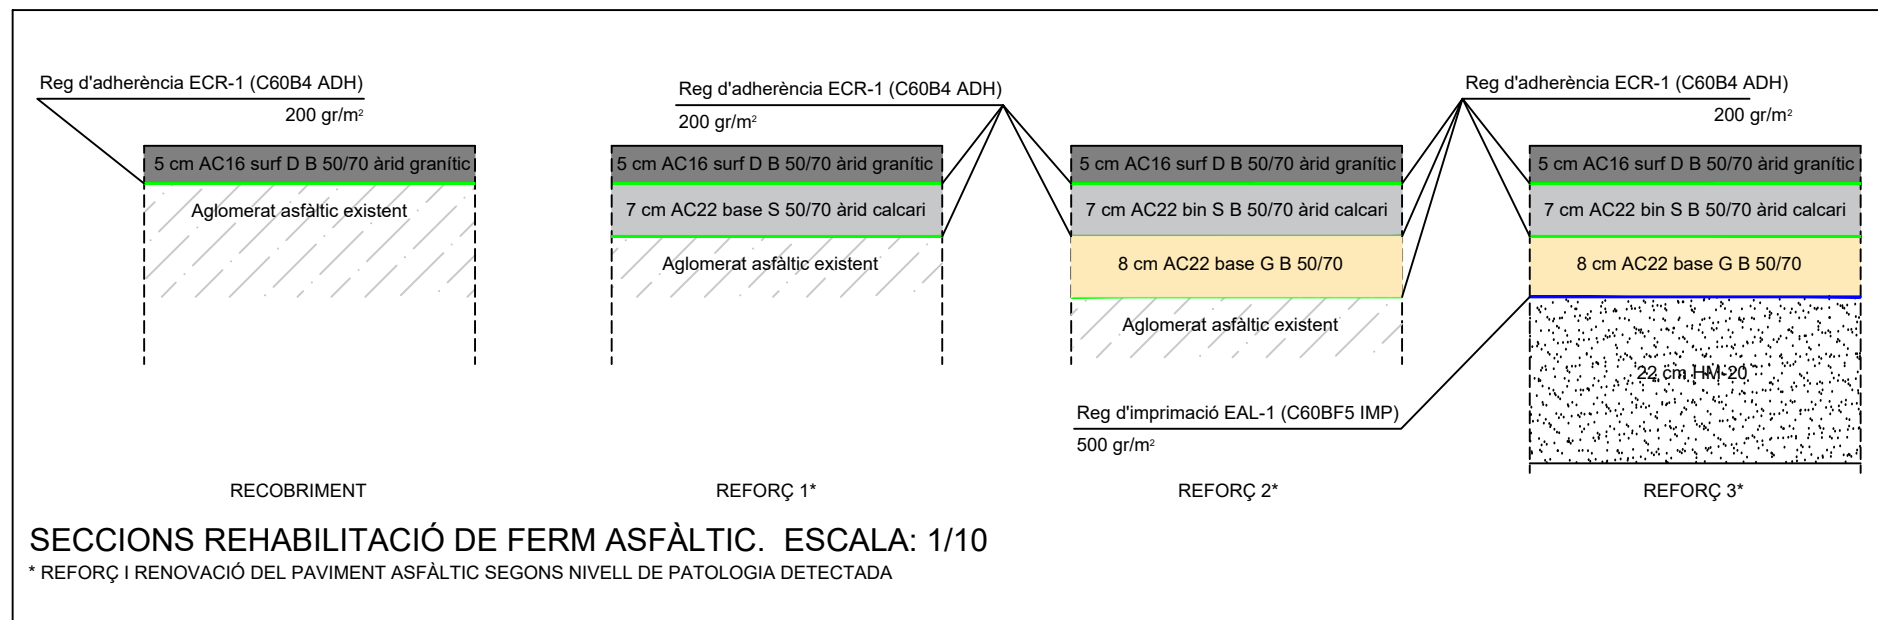 Reg d'adherència ECR-1 (C60B4 ADH)
200 gr/m²
Reg d'adherència ECR-1 (C60B4 ADH)
200 gr/m²
Reg d'adherència ECR-1 (C60B4 ADH)
200 gr/m²
5 cm AC16 surf D B 50/70 àrid granític
Aglomerat asfàltic existent
5 cm AC16 surf D B 50/70 àrid granític
7 cm AC22 base S 50/70 àrid calcari
Aglomerat asfàltic existent
5 cm AC16 surf D B 50/70 àrid granític
7 cm AC22 bin S B 50/70 àrid calcari
8 cm AC22 base G B 50/70
Aglomerat asfàltic existent
5 cm AC16 surf D B 50/70 àrid granític
7 cm AC22 bin S B 50/70 àrid calcari
8 cm AC22 base G B 50/70
22 cm HM-20
Reg d'imprimació EAL-1 (C60BF5 IMP)
500 gr/m²
RECOBRIMENT
REFORÇ 1*
REFORÇ 2*
REFORÇ 3*
SECCIONS REHABILITACIÓ DE FERM ASFÀLTIC. ESCALA: 1/10
* REFORÇ I RENOVACIÓ DEL PAVIMENT ASFÀLTIC SEGONS NIVELL DE PATOLOGIA DETECTADA